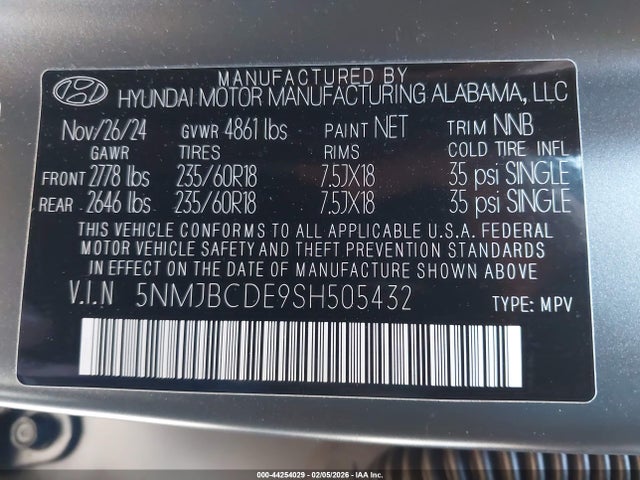 MANUFACTURED BY
HYUNDAI MOTOR MANUFACTURING ALABAMA, LLC
Nov/26/24 GVWR 4861 lbs PAINT NET TRIM NNB
GAWR TIRES RIMS COLD TIRE INFL
FRONT 2778 lbs 235/60R18 7.5JX18 35 psi SINGLE
REAR 2646 lbs 235/60R18 7.5JX18 35 psi SINGLE
THIS VEHICLE CONFORMS TO ALL APPLICABLE U.S.A. FEDERAL
MOTOR VEHICLE SAFETY AND THEFT PREVENTION STANDARDS
IN EFFECT ON THE DATE OF MANUFACTURE SHOWN ABOVE
V.I.N 5NMJBCDE9SH505432 TYPE: MPV
000-44254029 - 02/05/2026 - IAA Inc.